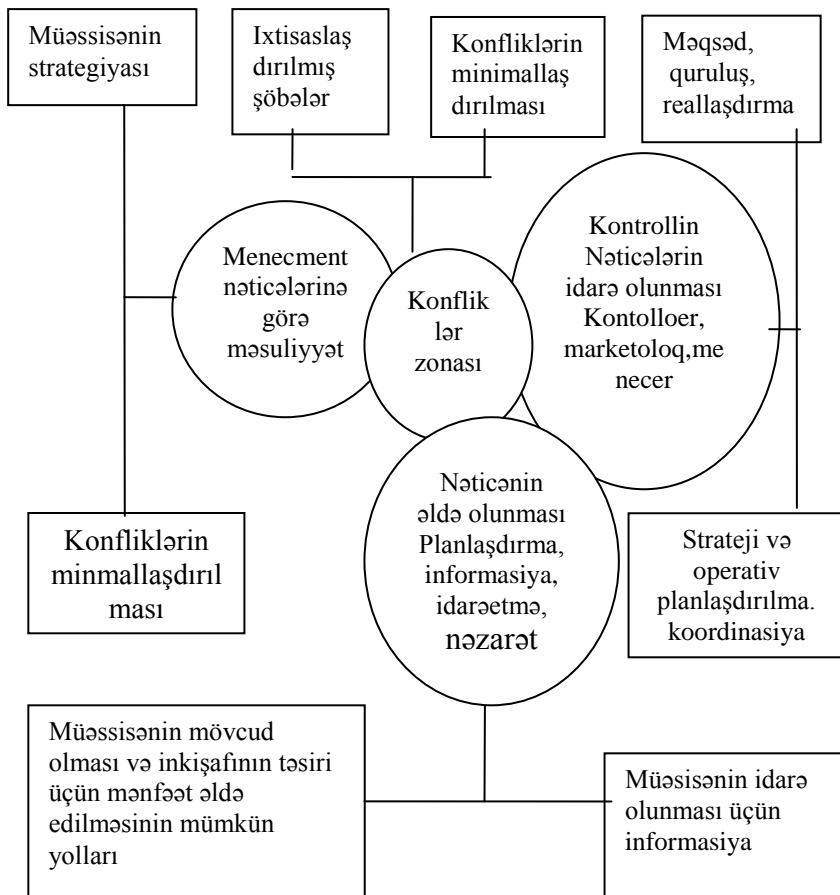 Müəssisənin
strategiyası
Ixtisaslaş
dırılmış
şöbələr
Konfliklərin
minimallaş
dırılması
Məqsəd,
quruluş,
reallaşdırma
Menecment
nəticələrinə
görə
məsuliyyət
Konflik
lər
zonası
Kontrollin
Nəticələrin
idarə olunması
Kontolloer,
marketoloq,me
necer
Konfliklərin
minmallaşdırıl
ması
Nəticənin
əldə olunması
Planlaşdırma,
informasiya,
idarəetmə,
nəzarət
Strateji və
operativ
planlaşdırılma.
koordinasiya
Müəssisənin mövcud
olması və inkişafının təsiri
üçün mənfəət əldə
edilməsinin mümkün
yolları
Müəsisənin idarə
olunması üçün
informasiya